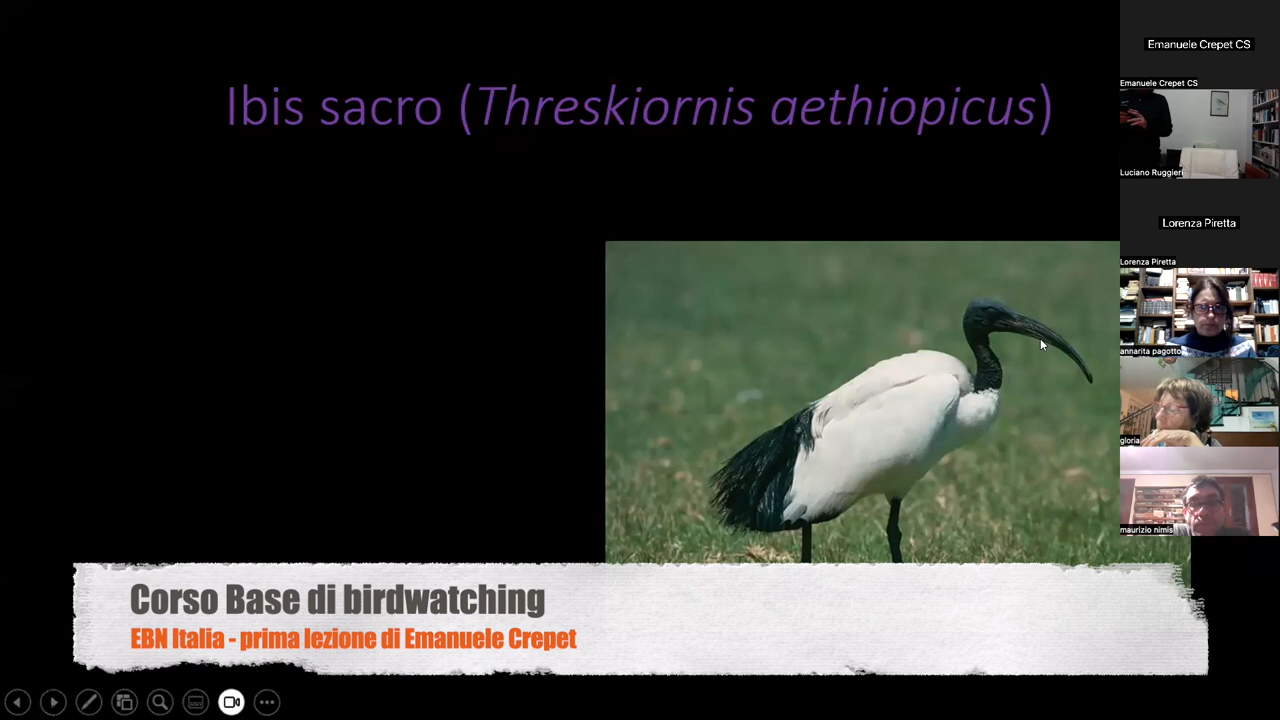 Ibis sacro (Threskiornis aethiopicus)
Emanuele Crepet CS
Emanuele Crepet CS
Luciano Ruggieri
Lorenza Piretta
Lorenza Piretta
annarita pagotto
gloria
maurizio nimis
Corso Base di birdwatching
EBN Italia - prima lezione di Emanuele Crepet